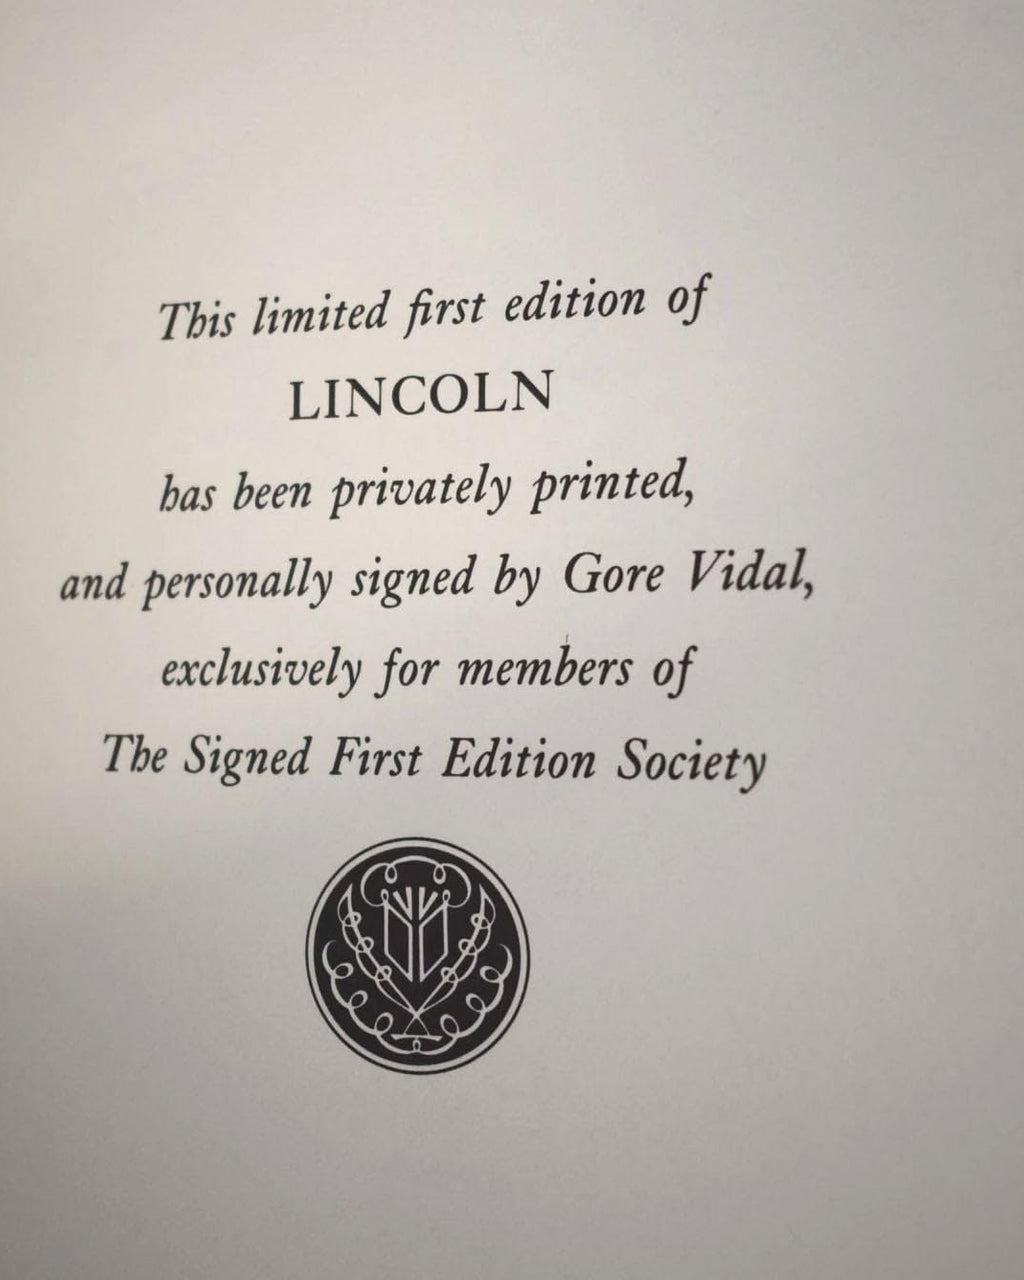 This limited first edition of
LINCOLN
has been privately printed,
and personally signed by Gore Vidal,
exclusively for members of
The Signed First Edition Society